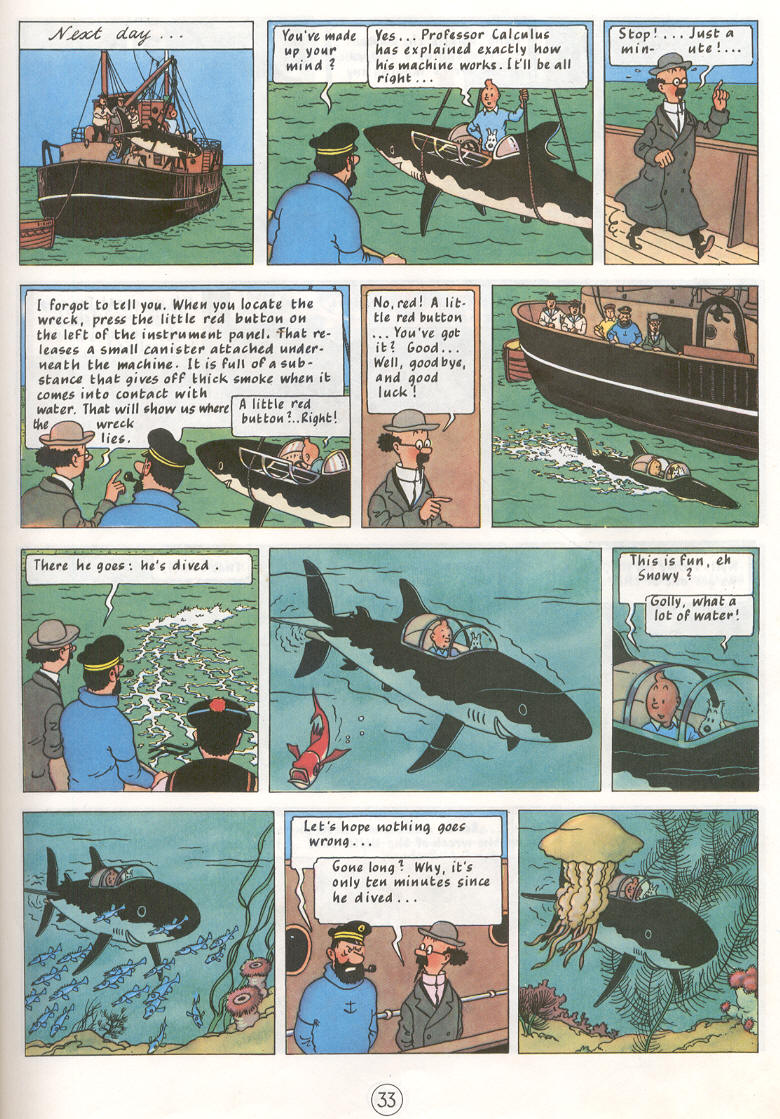 Next day ...
You've made
up your
mind ?
Yes ... Professor Calculus
has explained exactly how
his machine works. It'll be all
right ...
Stop! ... Just a
min- ute! ...
I forgot to tell you. When you locate the
wreck, press the little red button on
the left of the instrument panel. That re-
leases a small canister attached under-
neath the machine. It is full of a sub-
stance that gives off thick smoke when it
comes into contact with
water. That will show us where
the wreck
lies.
A little red
button?..Right!
No, red! A lit-
tle red button
... You've got
it? Good...
Well, goodbye,
and good
luck !
There he goes: he's dived .
This is fun, eh
Snowy ?
Golly, what a
lot of water!
Let's hope nothing goes
wrong ...
Gone long? Why, it's
only ten minutes since
he dived ...
33